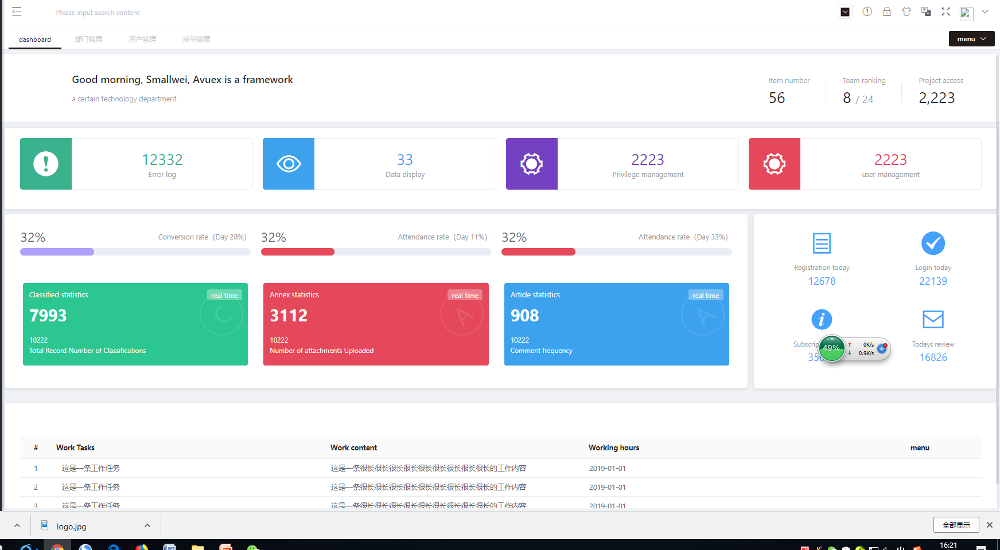 Please input search content
dashboard 部门管理 用户管理 菜单管理
menu
Good morning, Smallwei, Avuex is a framework
a certain technology department
Item number
56
Team ranking
8 / 24
Project access
2,223
12332
Error log
33
Data display
2223
Privilege management
2223
user management
32% Conversion rate (Day 28%)
32% Attendance rate (Day 11%)
32% Attendance rate (Day 33%)
Classified statistics real time
7993
C
10222
Total Record Number of Classifications
Annex statistics real time
3112
A
10222
Number of attachments Uploaded
Article statistics real time
908
A
10222
Comment frequency
Registration today
12678
Login today
22139
Todays review
16826
49%
0K/s
0.9K/s
# Work Tasks Work content Working hours menu
1 这是一条工作任务 这是一条很长很长很长很长很长很长很长很长很长的工作内容 2019-01-01
2 这是一条工作任务 这是一条很长很长很长很长很长很长很长很长很长的工作内容 2019-01-01
3 这是一条工作任务 这是一条很长很长很长很长很长很长很长很长很长的工作内容 2019-01-01
logo.jpg
全部显示
16:21